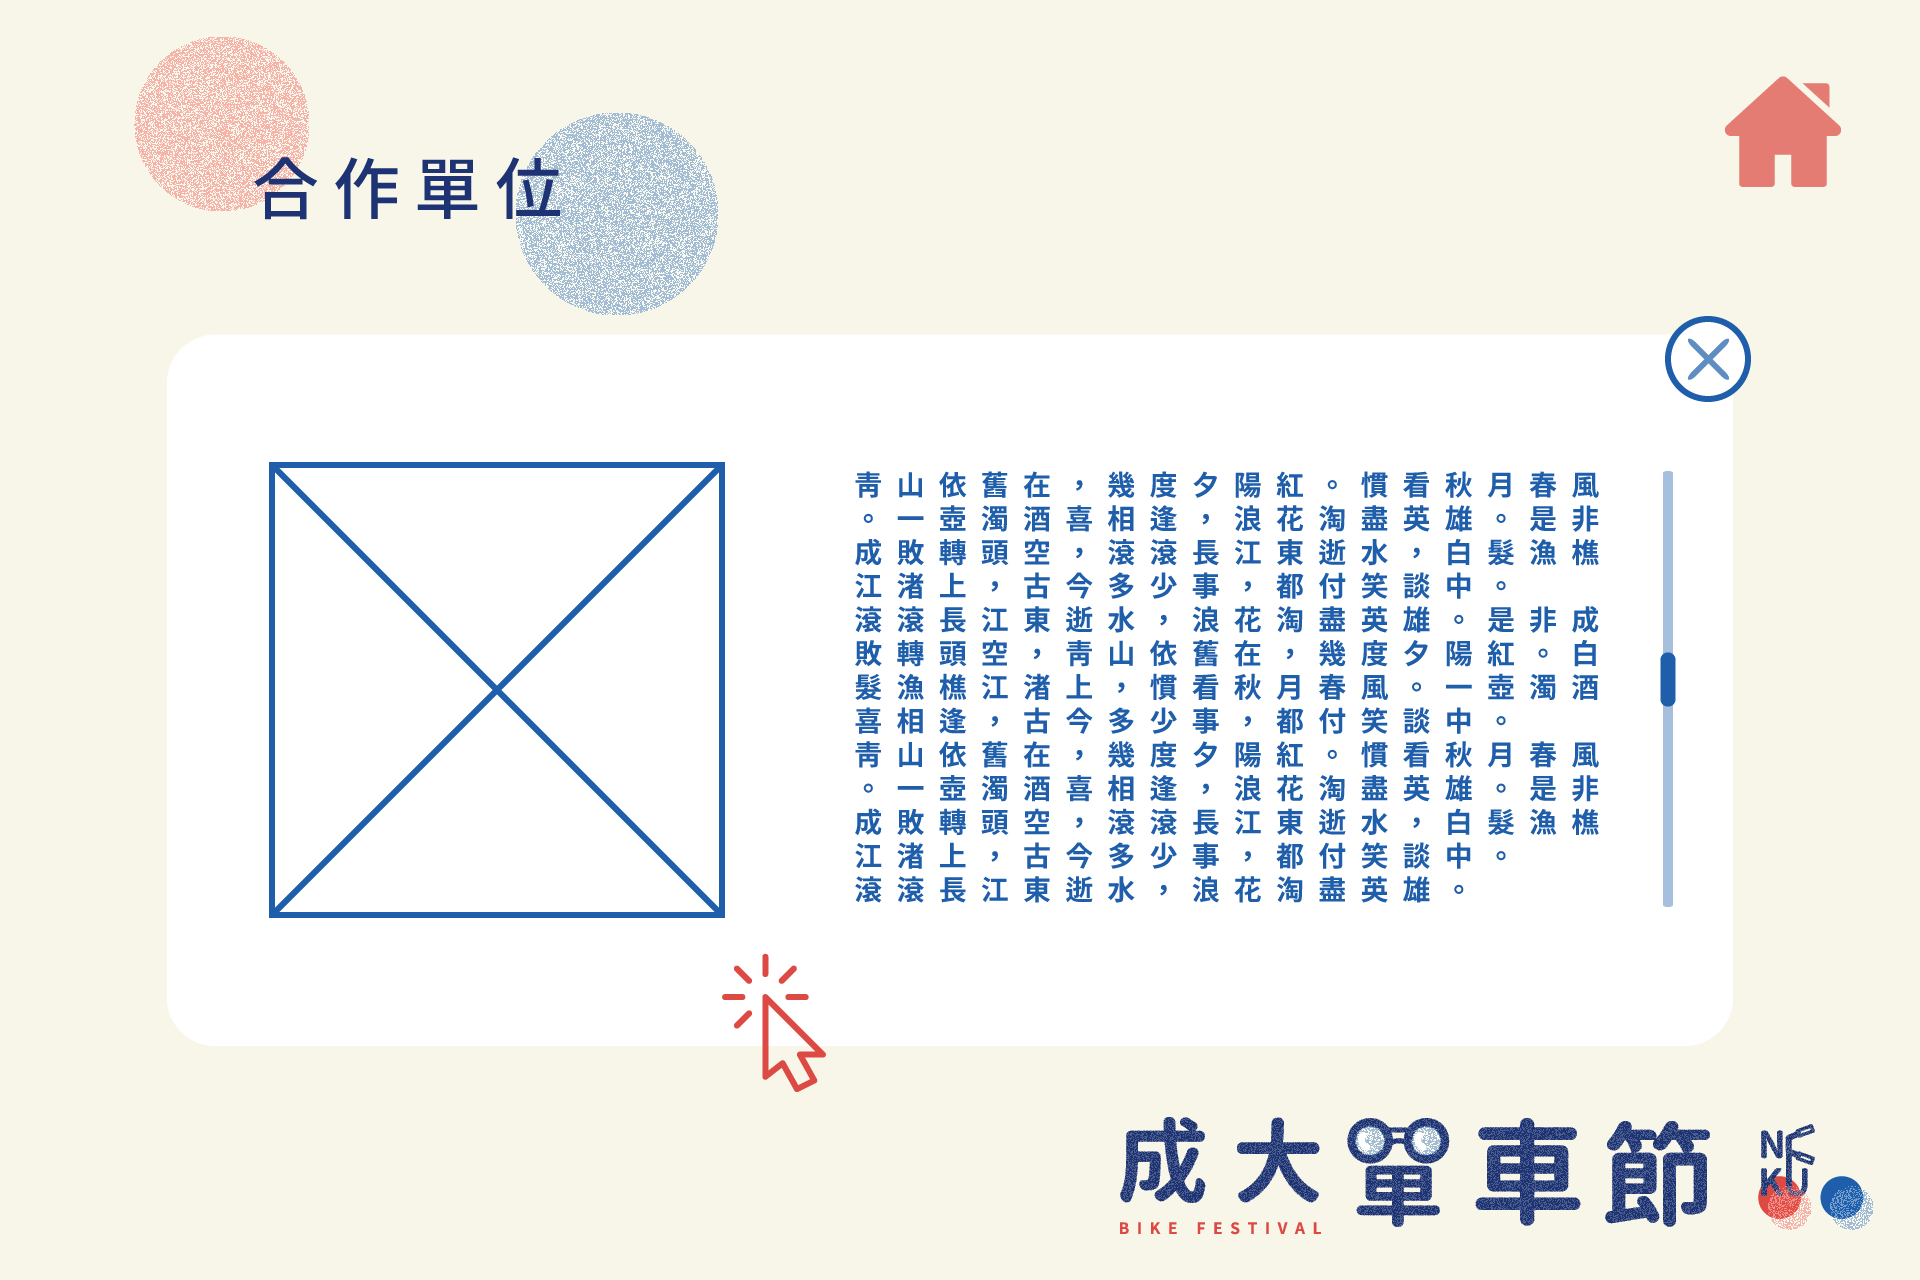 合作單位
靑山依舊在，幾度夕陽紅。慣看秋月春風
。一壺濁酒喜相逢，浪花淘盡英雄。是非
成敗轉頭空，滾滾長江東逝水，白髮漁樵
江渚上，古今多少事，都付笑談中。
滾滾長江東逝水，浪花淘盡英雄。是非成
敗轉頭空，靑山依舊在，幾度夕陽紅。白
髮漁樵江渚上，慣看秋月春風。一壺濁酒
喜相逢，古今多少事，都付笑談中。
靑山依舊在，幾度夕陽紅。慣看秋月春風
。一壺濁酒喜相逢，浪花淘盡英雄。是非
成敗轉頭空，滾滾長江東逝水，白髮漁樵
江渚上，古今多少事，都付笑談中。
滾滾長江東逝水，浪花淘盡英雄。
成大單車節
BIKE FESTIVAL
NCKU